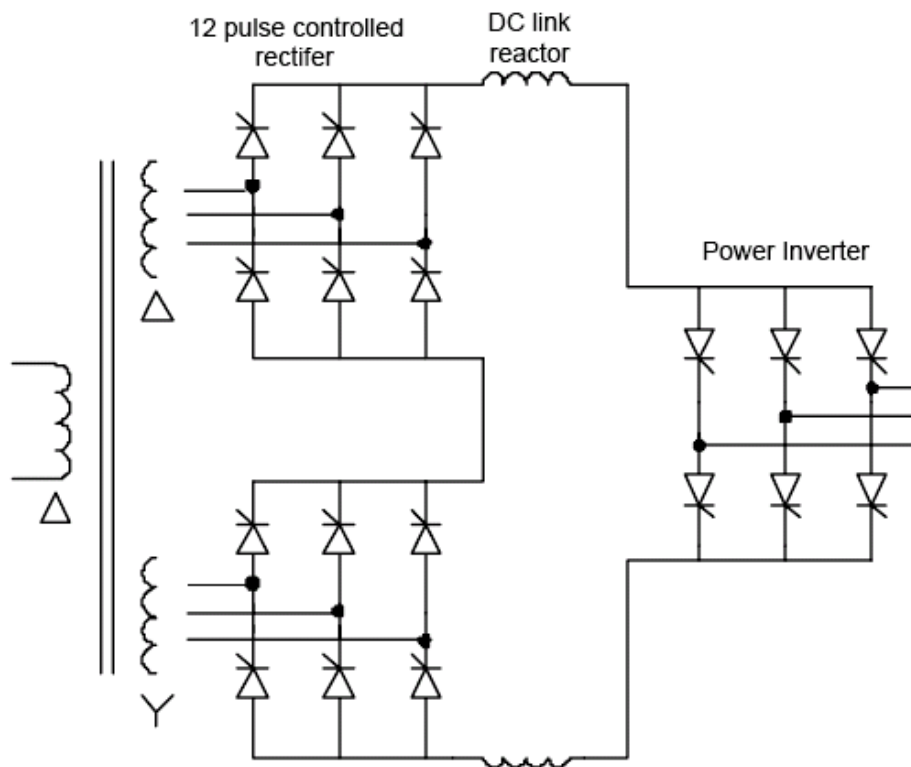 12 pulse controlled
rectifer
DC link
reactor
Power Inverter
Δ
Δ
Y